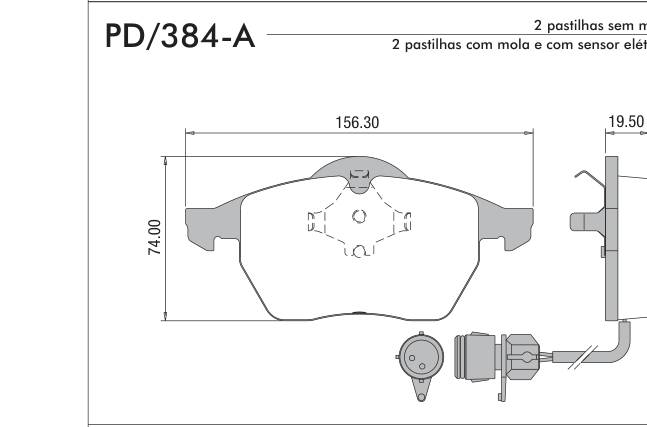 PD/384-A
2 pastilhas sem
2 pastilhas com mola e com sensor
156.30
19.50
74.00